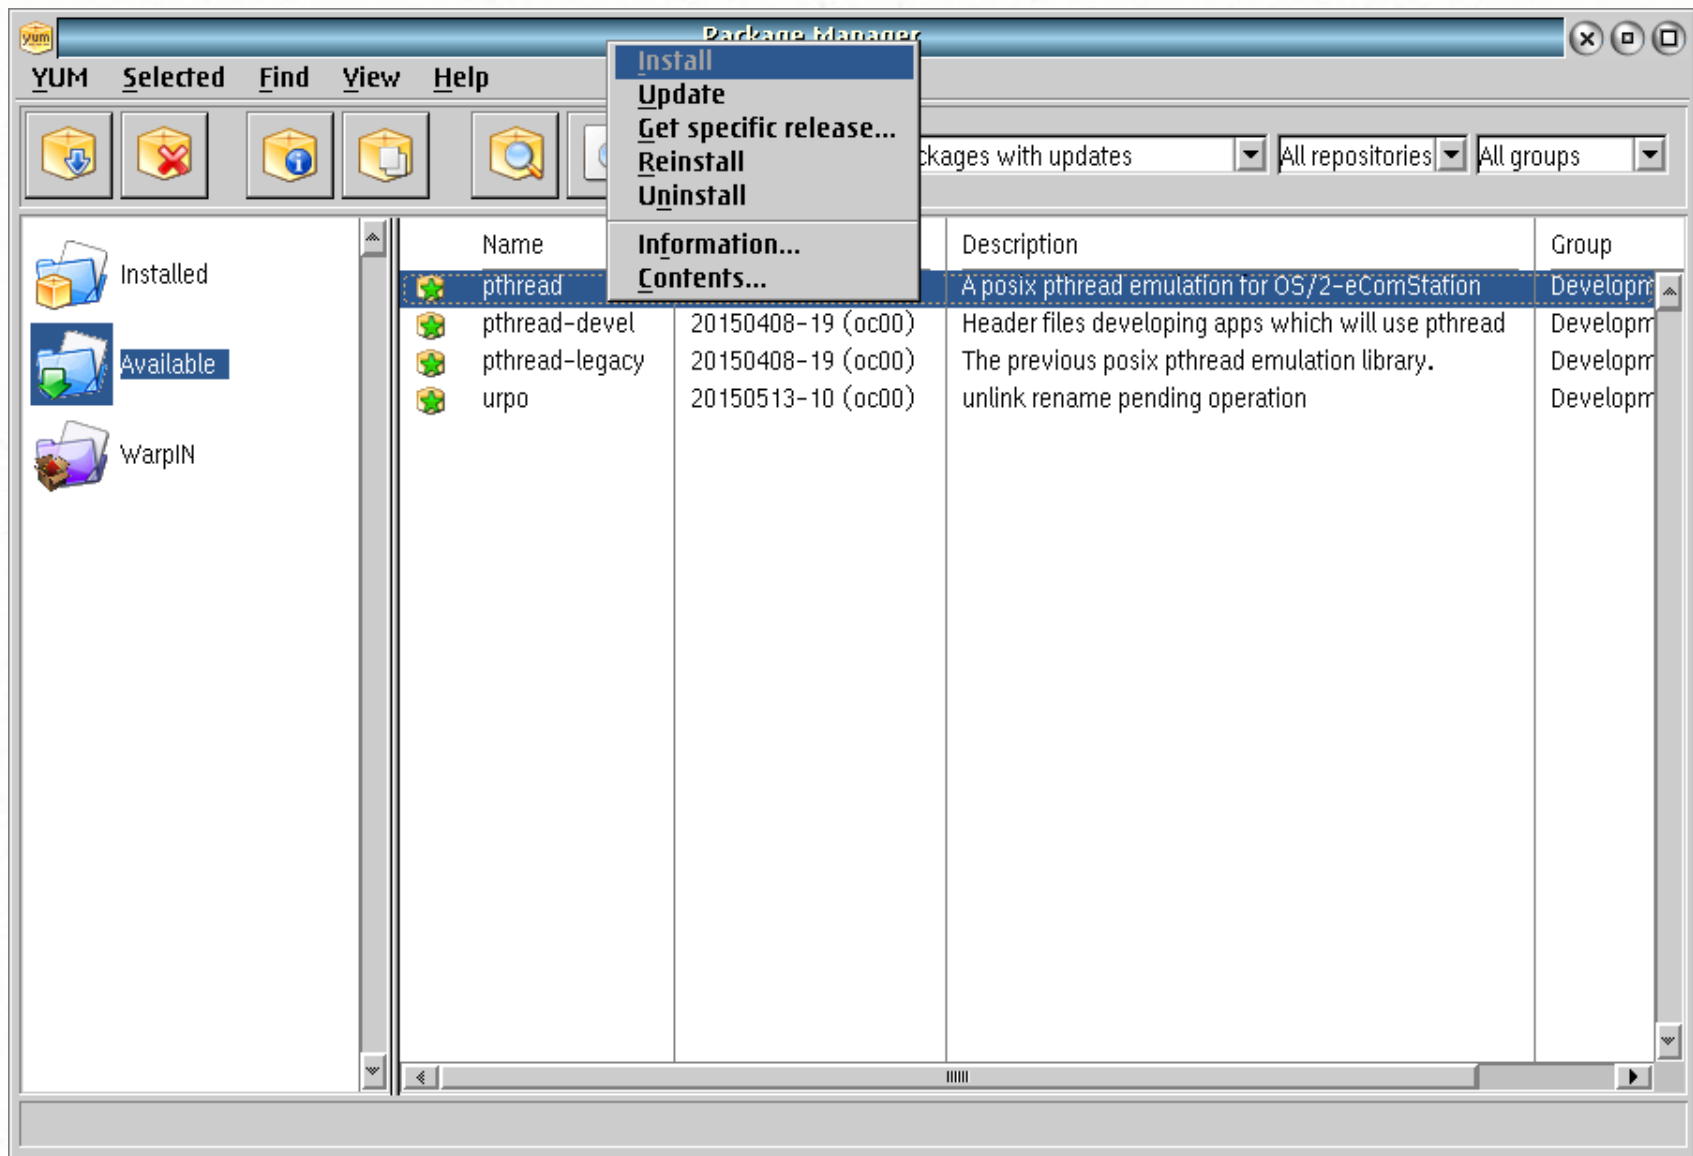 yum Package Manager
YUM Selected Find View Help
Install
Update
Get specific release...
Reinstall
Uninstall
Information...
Contents...
ckages with updates All repositories All groups
Installed
Available
WarpIN
Name Description Group
pthread A posix pthread emulation for OS/2-eComStation Developm
pthread-devel 20150408-19 (oc00) Header files developing apps which will use pthread Developm
pthread-legacy 20150408-19 (oc00) The previous posix pthread emulation library. Developm
urpo 20150513-10 (oc00) unlink rename pending operation Developm